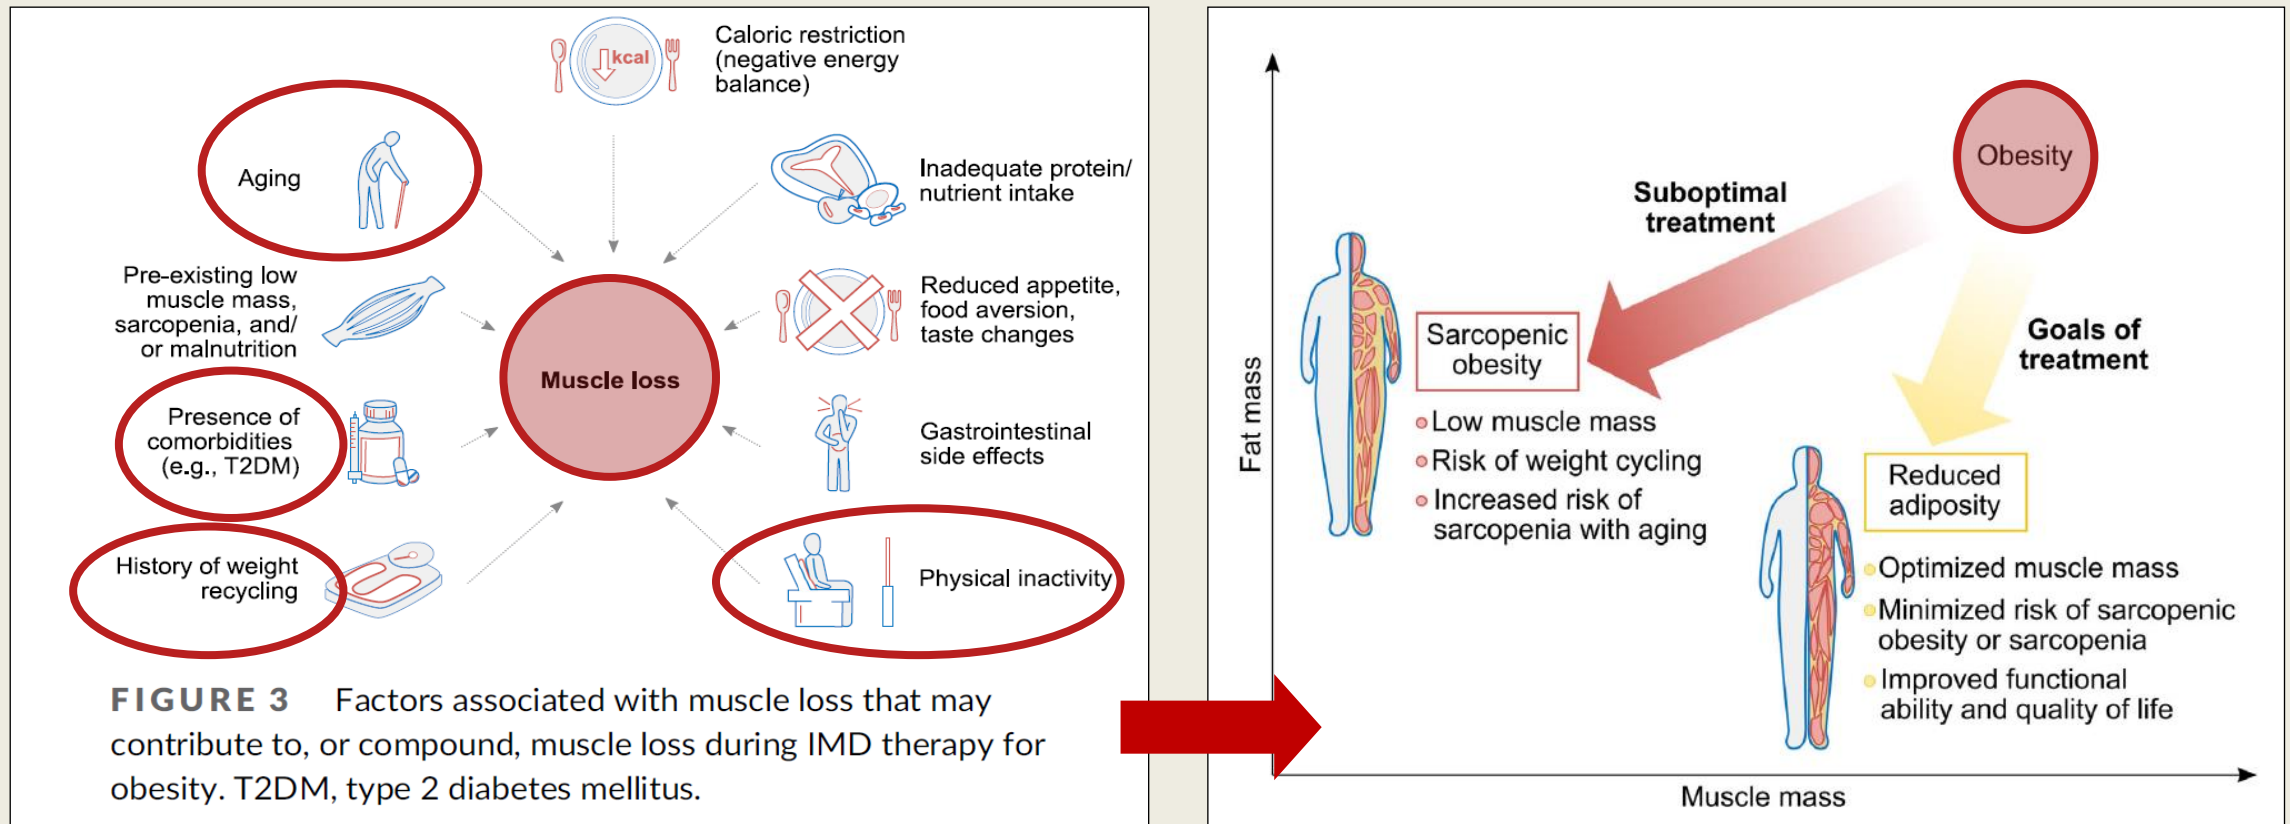 kcal
Caloric restriction
(negative energy
balance)
Aging
Inadequate protein/
nutrient intake
Pre-existing low
muscle mass,
sarcopenia, and/
or malnutrition
Reduced appetite,
food aversion,
taste changes
Muscle loss
Presence of
comorbidities
(e.g., T2DM)
Gastrointestinal
side effects
History of weight
recycling
Physical inactivity
FIGURE 3 Factors associated with muscle loss that may
contribute to, or compound, muscle loss during IMD therapy for
obesity. T2DM, type 2 diabetes mellitus.
Fat mass
Obesity
Suboptimal
treatment
Goals of
treatment
Sarcopenic
obesity
Low muscle mass
Risk of weight cycling
Increased risk of
sarcopenia with aging
Reduced
adiposity
Optimized muscle mass
Minimized risk of sarcopenic
obesity or sarcopenia
Improved functional
ability and quality of life
Muscle mass